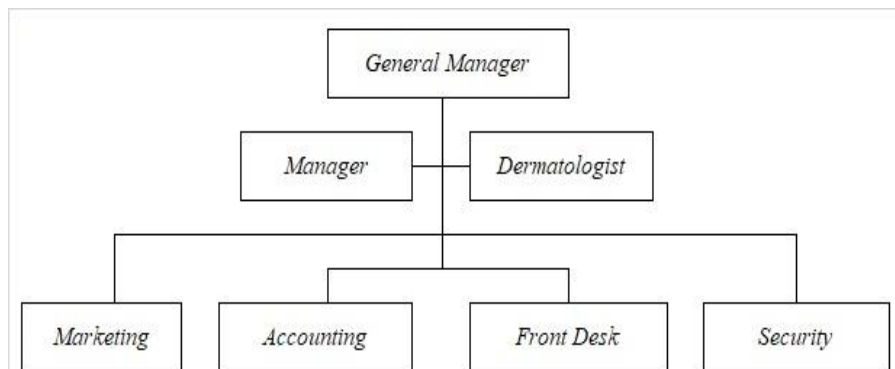 General Manager
Manager
Dermatologist
Marketing
Accounting
Front Desk
Security